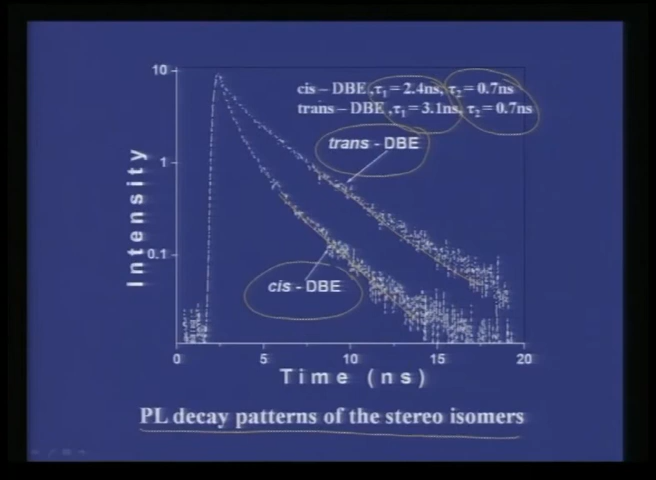 10
cis – DBE ,τ₁ = 2.4ns, τ₂ = 0.7ns
trans – DBE ,τ₁ = 3.1ns, τ₂ = 0.7ns
trans - DBE
1
Intensity
0.1
cis - DBE
0 5 10 15 20
Time (ns)
PL decay patterns of the stereo isomers